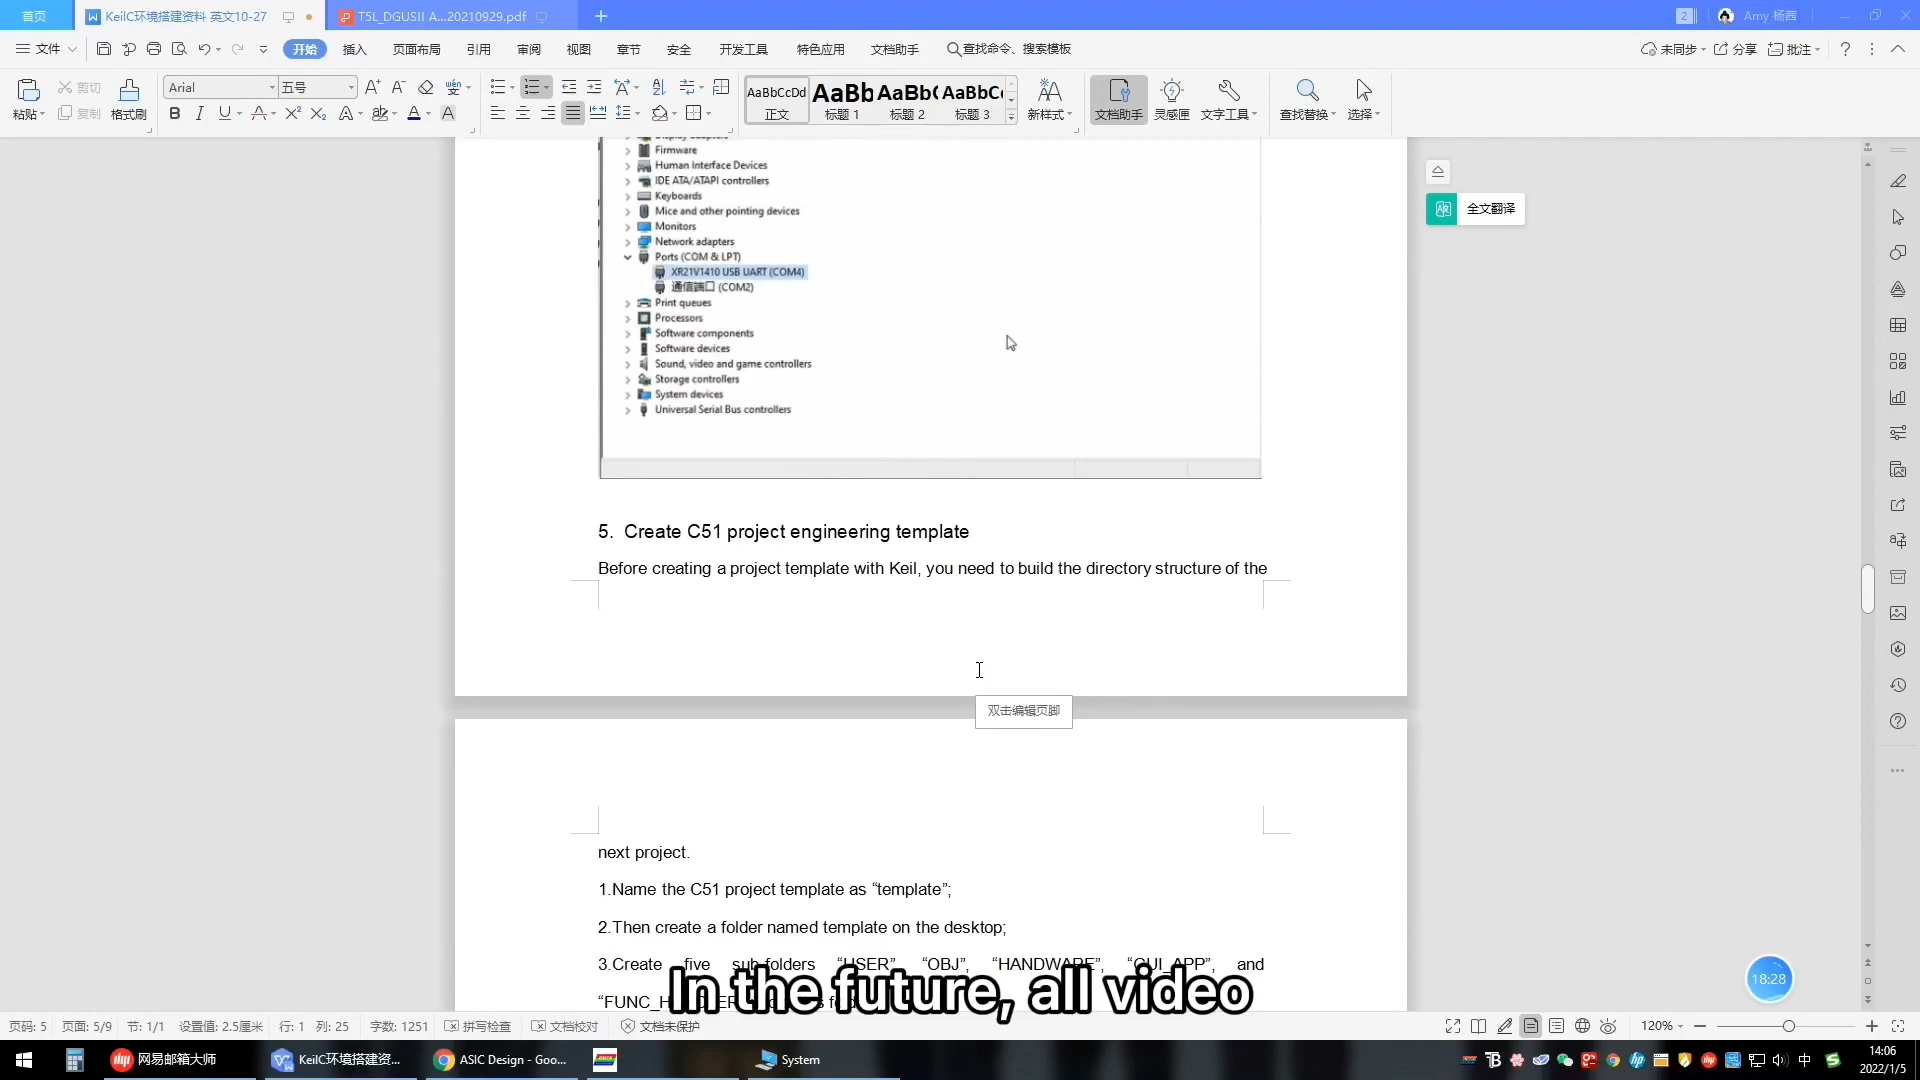 首页
KeilC环境搭建资料 英文10-27
T5L_DGUSII A...20210929.pdf
2
Amy 杨茜
文件
开始
插入
页面布局
引用
审阅
视图
章节
安全
开发工具
特色应用
文档助手
查找命令、搜索模板
未同步
分享
批注
粘贴
剪切
复制
格式刷
Arial
五号
AaBbCcDd
正文
AaBb
标题 1
AaBb(
标题 2
AaBbC
标题 3
新样式
文档助手
灵感匣
文字工具
查找替换
选择
Display adapters
Firmware
Human Interface Devices
IDE ATA/ATAPI controllers
Keyboards
Mice and other pointing devices
Monitors
Network adapters
Ports (COM & LPT)
XR21V1410 USB UART (COM4)
通信端口 (COM2)
Print queues
Processors
Software components
Software devices
Sound, video and game controllers
Storage controllers
System devices
Universal Serial Bus controllers
全文翻译
5. Create C51 project engineering template
Before creating a project template with Keil, you need to build the directory structure of the
双击编辑页脚
next project.
1.Name the C51 project template as “template”;
2.Then create a folder named template on the desktop;
3.Create five sub-folders “USER”, “OBJ”, “HANDWARE”, “GUI_APP”, and
In the future, all video
18:28
页码: 5
页面: 5/9
节: 1/1
设置值: 2.5厘米
行: 1
列: 25
字数: 1251
拼写检查
文档校对
文档未保护
120%
网易邮箱大师
KeilC环境搭建资...
ASIC Design - Goo...
System
中
14:06
2022/1/5